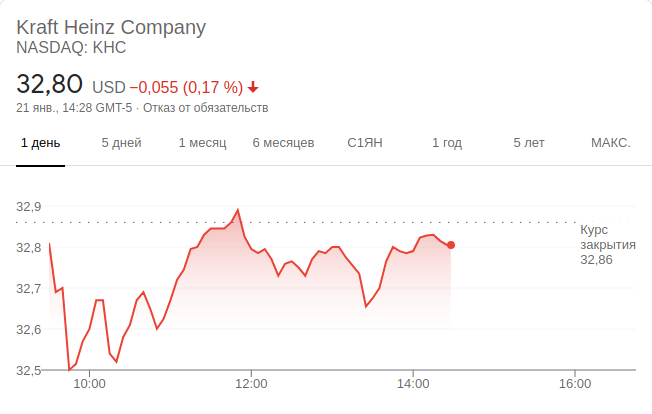 Kraft Heinz Company
NASDAQ: KHC
32,80 USD −0,055 (0,17 %)
21 янв., 14:28 GMT-5 · Отказ от обязательств
1 день 5 дней 1 месяц 6 месяцев С1ЯН 1 год 5 лет МАКС.
32,9
Курс
закрытия
32,86
32,8
32,7
32,6
32,5
10:00 12:00 14:00 16:00